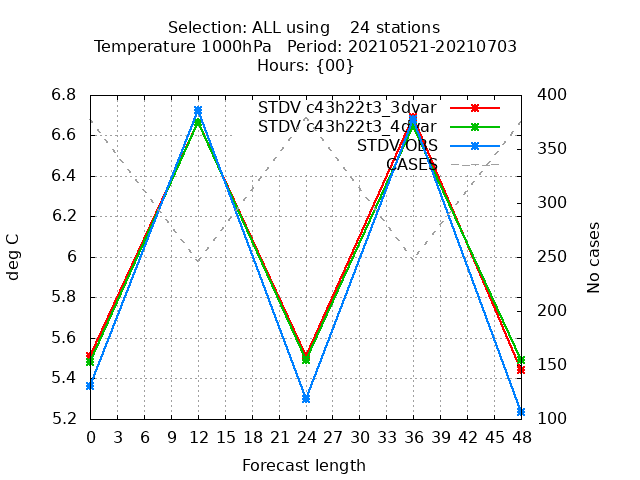 Selection: ALL using    24 stations
Temperature 1000hPa   Period: 20210521-20210703
Hours: {00}
STDV c43h22t3_3dvar
STDV c43h22t3_4dvar
STDV OBS
CASES
6.8
6.6
6.4
6.2
6
5.8
5.6
5.4
5.2
400
350
300
250
200
150
100
deg C
No cases
0 3 6 9 12 15 18 21 24 27 30 33 36 39 42 45 48
Forecast length